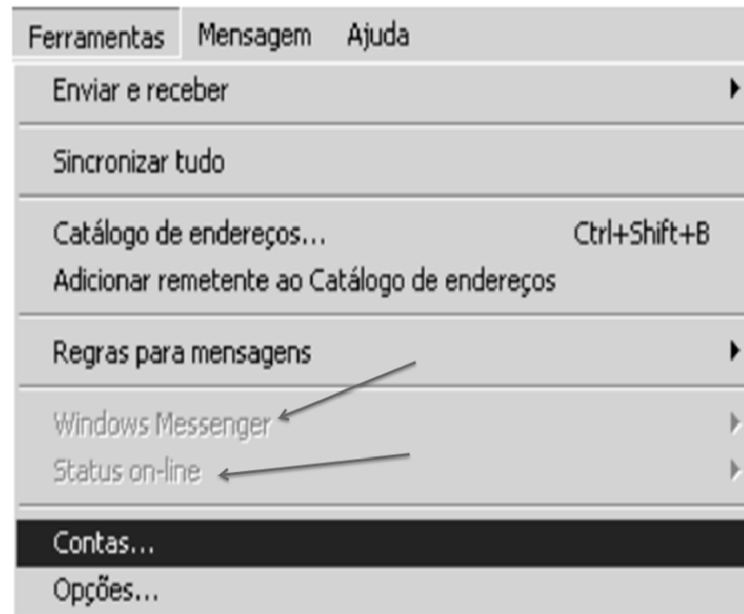 Ferramentas Mensagem Ajuda
Enviar e receber
Sincronizar tudo
Catálogo de endereços... Ctrl+Shift+B
Adicionar remetente ao Catálogo de endereços
Regras para mensagens
Windows Messenger
Status on-line
Contas...
Opções...